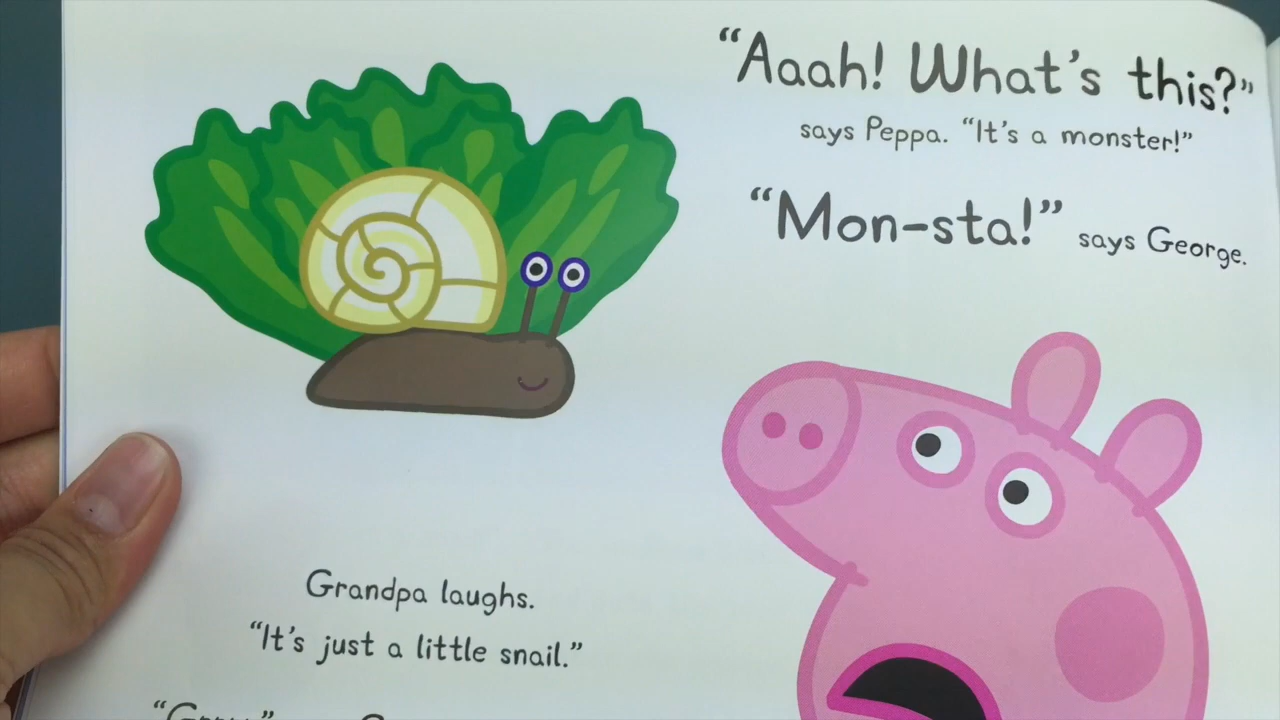 “Aaah! What’s this?”
says Peppa. “It’s a monster!”
“Mon-sta!” says George.
Grandpa laughs.
“It’s just a little snail.”